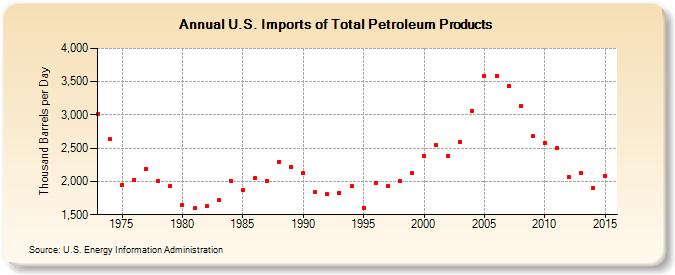 Annual U.S. Imports of Total Petroleum Products
Thousand Barrels per Day
4,000
3,500
3,000
2,500
2,000
1,500
1975 1980 1985 1990 1995 2000 2005 2010 2015
Source: U.S. Energy Information Administration